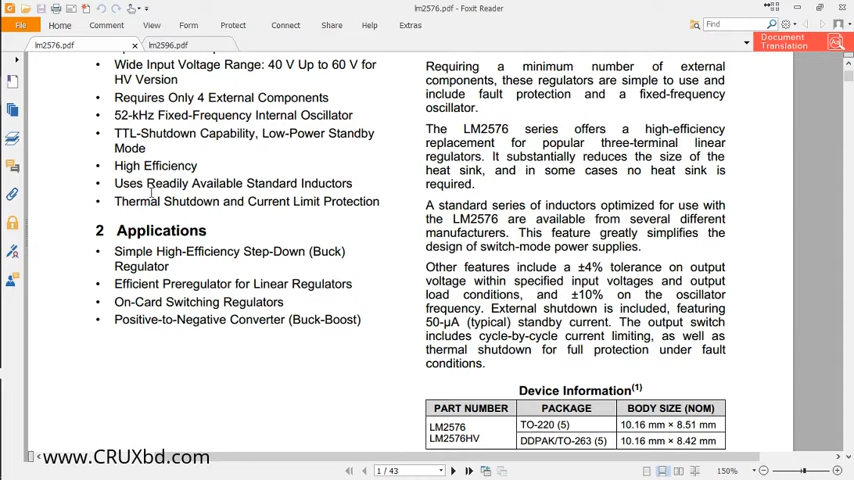 lm2576.pdf - Foxit Reader
File
Home
Comment
View
Form
Protect
Connect
Share
Help
Extras
Find
lm2576.pdf
lm2596.pdf
Document
Translation
• Wide Input Voltage Range: 40 V Up to 60 V for
HV Version
• Requires Only 4 External Components
• 52-kHz Fixed-Frequency Internal Oscillator
• TTL-Shutdown Capability, Low-Power Standby
Mode
• High Efficiency
• Uses Readily Available Standard Inductors
• Thermal Shutdown and Current Limit Protection
2 Applications
• Simple High-Efficiency Step-Down (Buck)
Regulator
• Efficient Preregulator for Linear Regulators
• On-Card Switching Regulators
• Positive-to-Negative Converter (Buck-Boost)
Requiring a minimum number of external
components, these regulators are simple to use and
include fault protection and a fixed-frequency
oscillator.
The LM2576 series offers a high-efficiency
replacement for popular three-terminal linear
regulators. It substantially reduces the size of the
heat sink, and in some cases no heat sink is
required.
A standard series of inductors optimized for use with
the LM2576 are available from several different
manufacturers. This feature greatly simplifies the
design of switch-mode power supplies.
Other features include a ±4% tolerance on output
voltage within specified input voltages and output
load conditions, and ±10% on the oscillator
frequency. External shutdown is included, featuring
50-μA (typical) standby current. The output switch
includes cycle-by-cycle current limiting, as well as
thermal shutdown for full protection under fault
conditions.
Device Information(1)
PART NUMBER PACKAGE BODY SIZE (NOM)
LM2576
LM2576HV
TO-220 (5) 10.16 mm × 8.51 mm
DDPAK/TO-263 (5) 10.16 mm × 8.42 mm
www.CRUXbd.com
1 / 43
150%